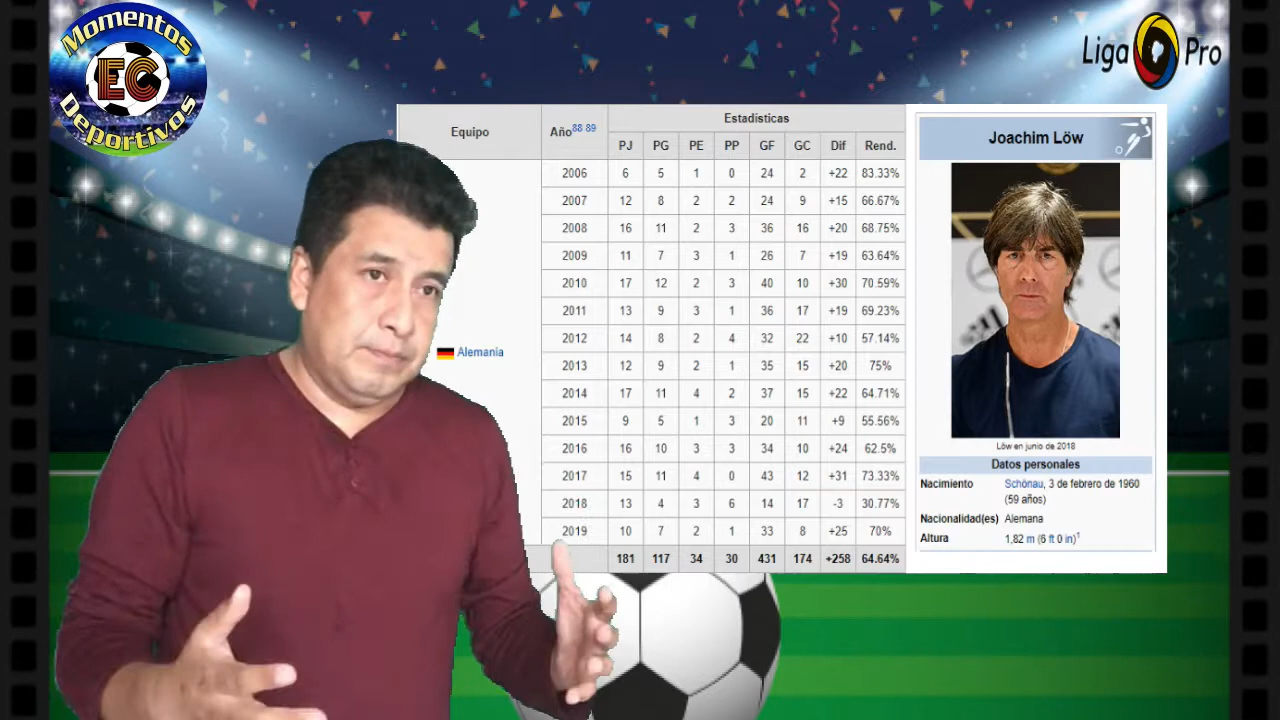 Momentos
EC
Deportivos
Liga Pro
Equipo Año88 89 Estadísticas
PJ PG PE PP GF GC Dif Rend.
2006 6 5 1 0 24 2 +22 83.33%
2007 12 8 2 2 24 9 +15 66.67%
2008 16 11 2 3 36 16 +20 68.75%
2009 11 7 3 1 26 7 +19 63.64%
2010 17 12 2 3 40 10 +30 70.59%
2011 13 9 3 1 36 17 +19 69.23%
2012 14 8 2 4 32 22 +10 57.14%
Alemania
2013 12 9 2 1 35 15 +20 75%
2014 17 11 4 2 37 15 +22 64.71%
2015 9 5 1 3 20 11 +9 55.56%
2016 16 10 3 3 34 10 +24 62.5%
2017 15 11 4 0 43 12 +31 73.33%
2018 13 4 3 6 14 17 -3 30.77%
2019 10 7 2 1 33 8 +25 70%
181 117 34 30 431 174 +258 64.64%
Joachim Löw
Löw en junio de 2018
Datos personales
Nacimiento Schönau, 3 de febrero de 1960
(59 años)
Nacionalidad(es) Alemana
Altura 1,82 m (6 ft 0 in)1